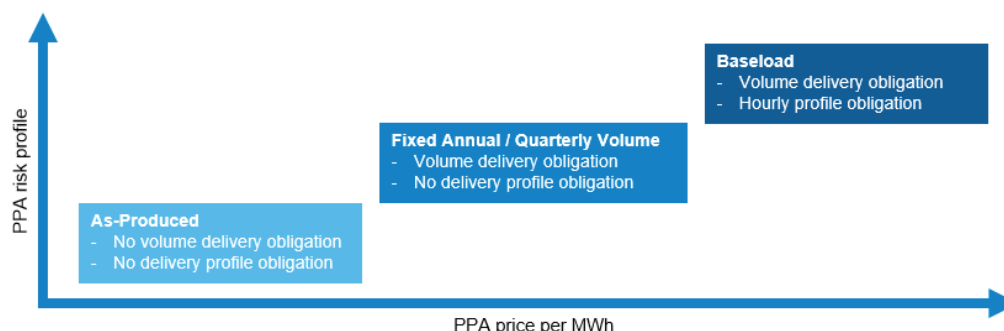 PPA risk profile
Baseload
- Volume delivery obligation
- Hourly profile obligation
Fixed Annual / Quarterly Volume
- Volume delivery obligation
- No delivery profile obligation
As-Produced
- No volume delivery obligation
- No delivery profile obligation
PPA price per MWh